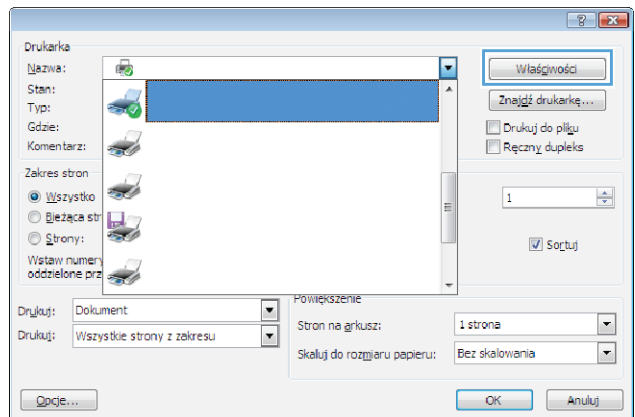 Drukarka
Nazwa:
Właściwości
Stan:
Znajdź drukarkę...
Typ:
Gdzie:
Drukuj do pliku
Komentarz:
Ręczny dupleks
Zakres stron
Wszystko
1
Bieżąca str
Strony:
Sortuj
Wstaw numery
oddzielone prz
Powiększenie
Drukuj: Dokument
Stron na arkusz: 1 strona
Drukuj: Wszystkie strony z zakresu
Skaluj do rozmiaru papieru: Bez skalowania
Opcje...
OK
Anuluj